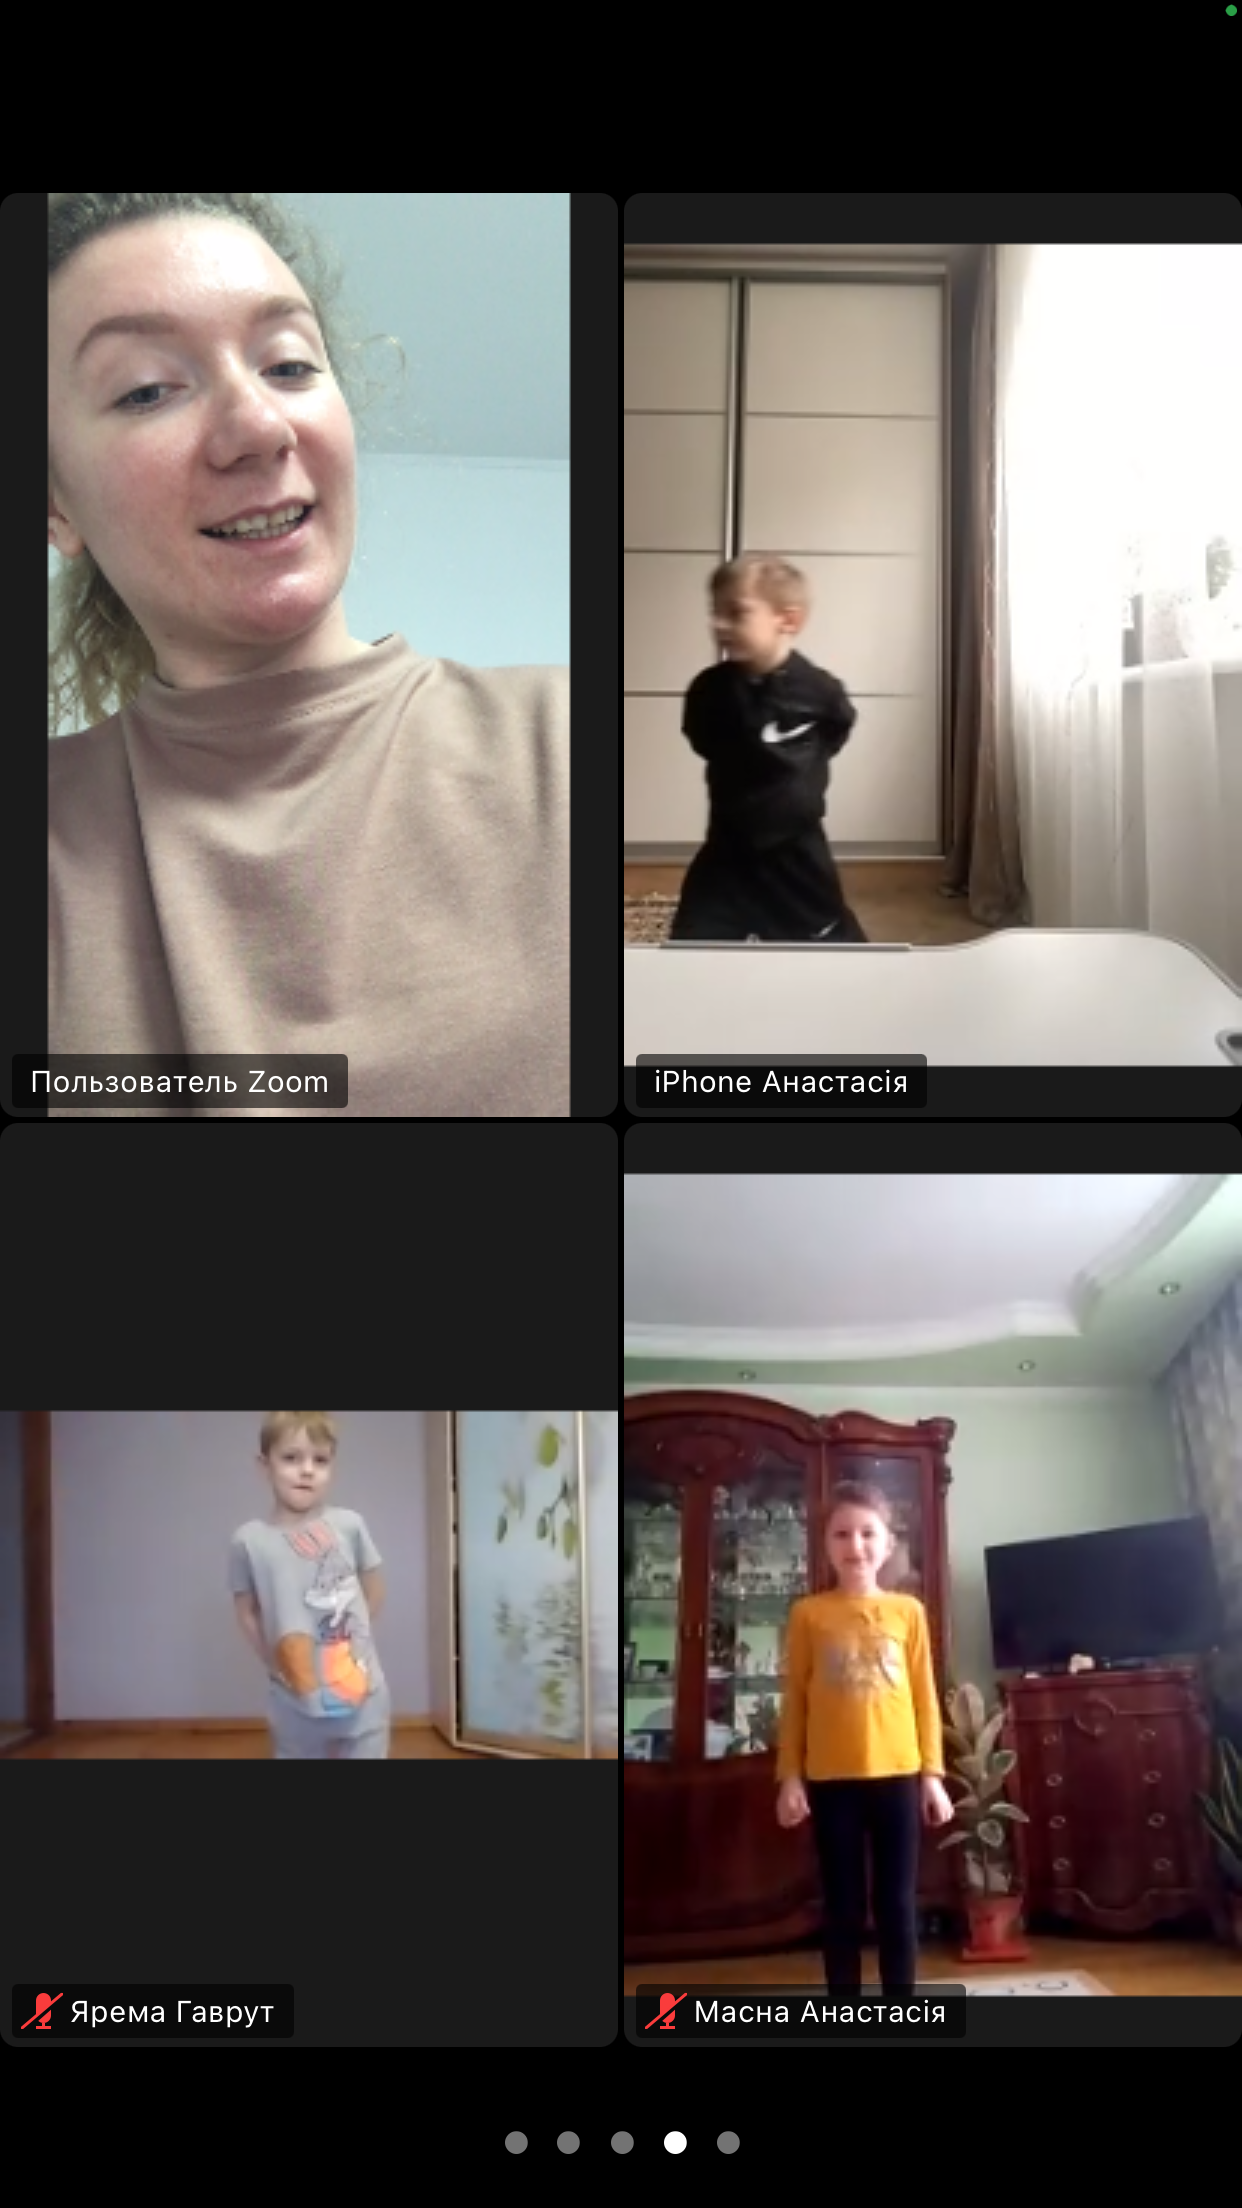 Пользователь Zoom
iPhone Анастасія
Ярема Гаврут
Масна Анастасія